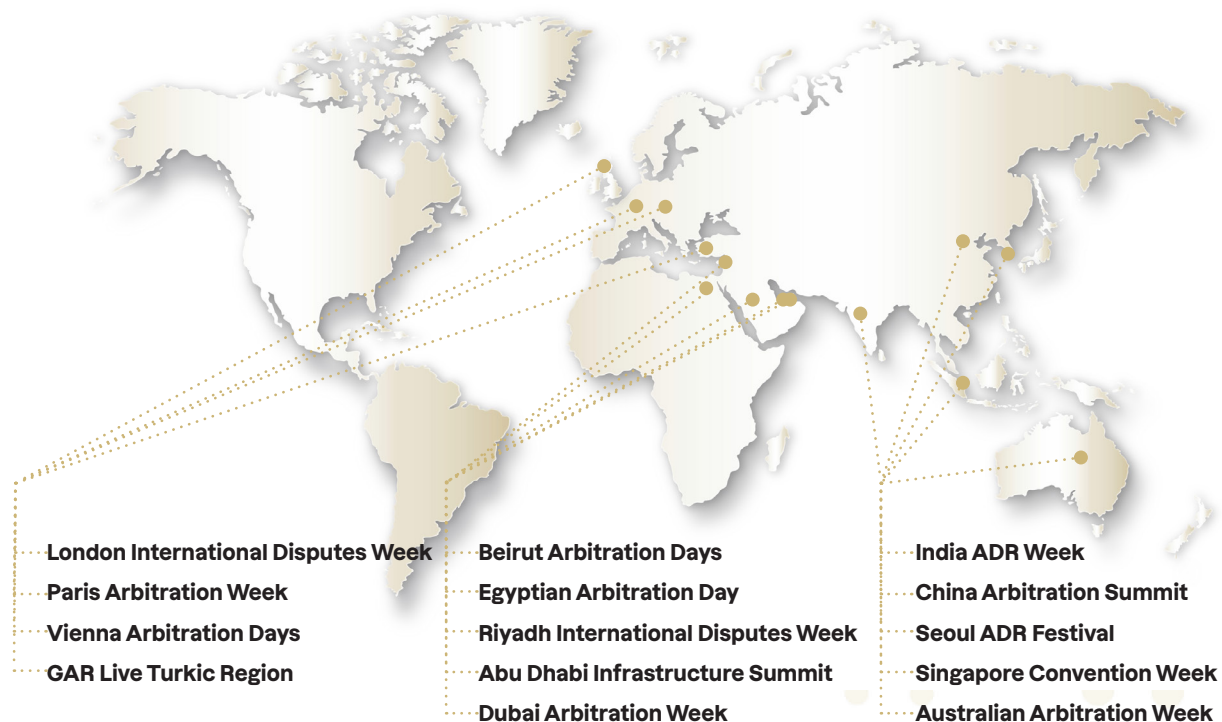 London International Disputes Week
Paris Arbitration Week
Vienna Arbitration Days
GAR Live Turkic Region
Beirut Arbitration Days
Egyptian Arbitration Day
Riyadh International Disputes Week
Abu Dhabi Infrastructure Summit
Dubai Arbitration Week
India ADR Week
China Arbitration Summit
Seoul ADR Festival
Singapore Convention Week
Australian Arbitration Week